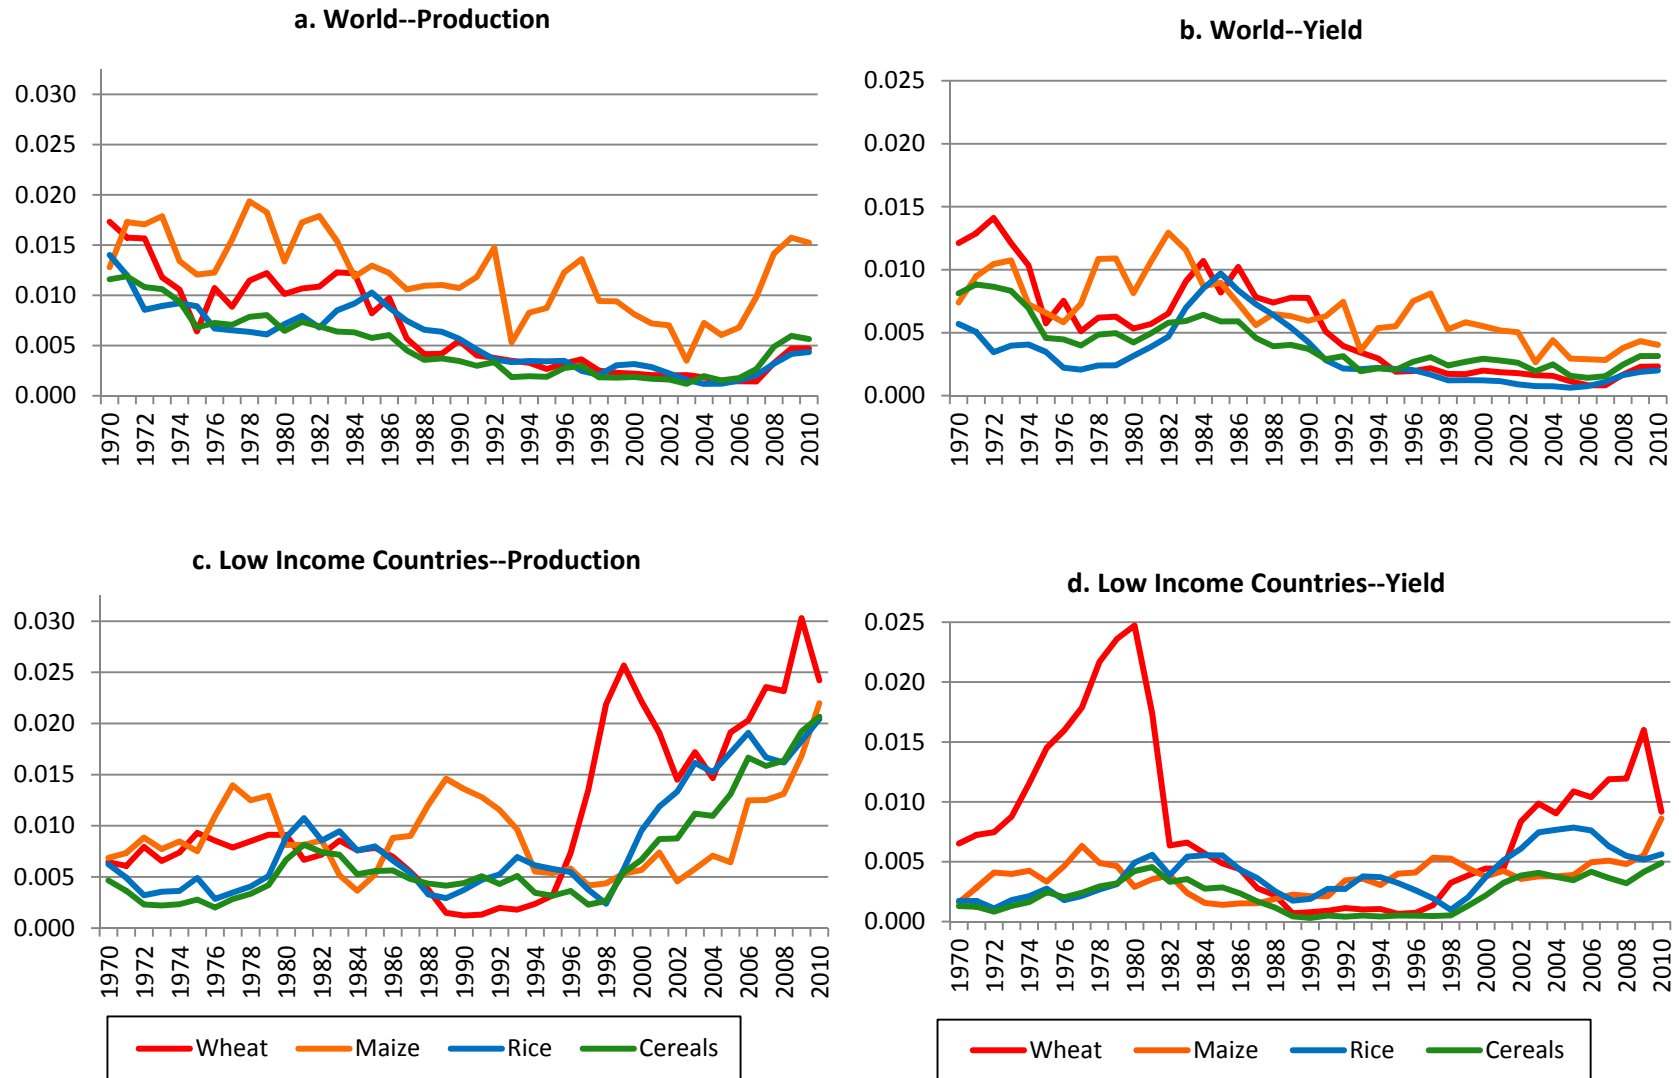 a. World--Production
0.030
0.025
0.020
0.015
0.010
0.005
0.000
1970 1972 1974 1976 1978 1980 1982 1984 1986 1988 1990 1992 1994 1996 1998 2000 2002 2004 2006 2008 2010
b. World--Yield
0.025
0.020
0.015
0.010
0.005
0.000
1970 1972 1974 1976 1978 1980 1982 1984 1986 1988 1990 1992 1994 1996 1998 2000 2002 2004 2006 2008 2010
c. Low Income Countries--Production
0.030
0.025
0.020
0.015
0.010
0.005
0.000
1970 1972 1974 1976 1978 1980 1982 1984 1986 1988 1990 1992 1994 1996 1998 2000 2002 2004 2006 2008 2010
Wheat Maize Rice Cereals
d. Low Income Countries--Yield
0.025
0.020
0.015
0.010
0.005
0.000
1970 1972 1974 1976 1978 1980 1982 1984 1986 1988 1990 1992 1994 1996 1998 2000 2002 2004 2006 2008 2010
Wheat Maize Rice Cereals